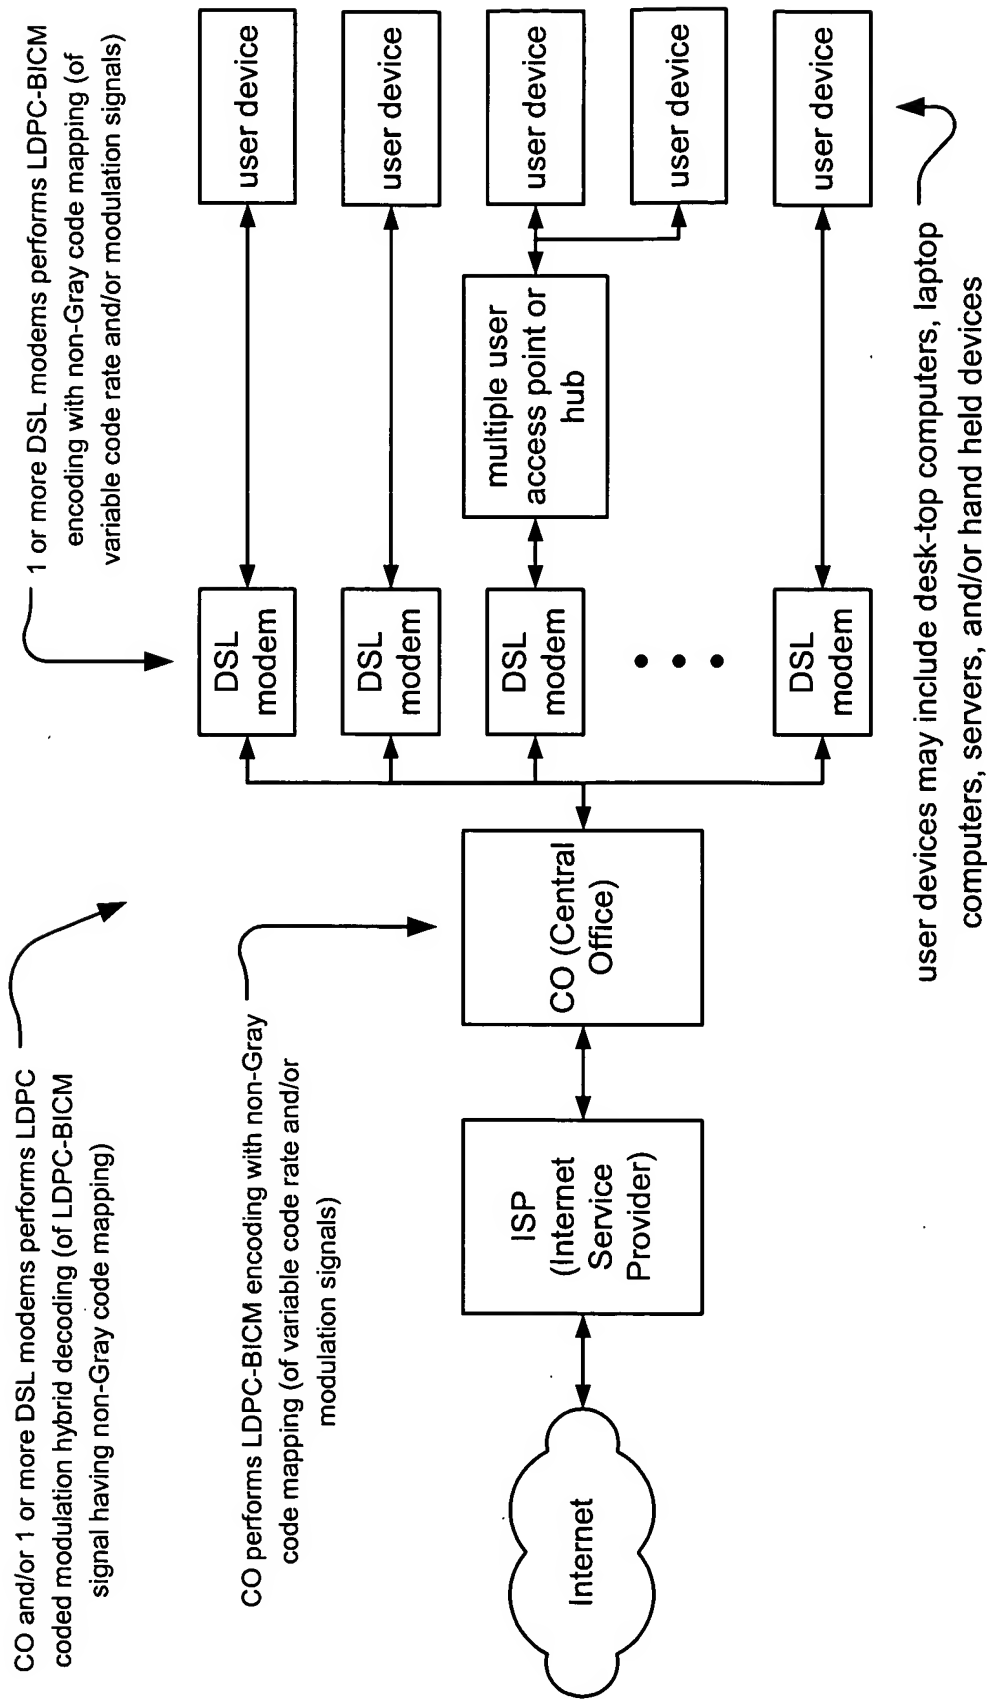 CO and/or 1 or more DSL modems performs LDPC
coded modulation hybrid decoding (of LDPC-BICM
signal having non-Gray code mapping)
1 or more DSL modems performs LDPC-BICM
encoding with non-Gray code mapping (of
variable code rate and/or modulation signals)
CO performs LDPC-BICM encoding with non-Gray
code mapping (of variable code rate and/or
modulation signals)
Internet
ISP
(Internet
Service
Provider)
CO (Central
Office)
DSL
modem
user device
DSL
modem
user device
DSL
modem
multiple user
access point or
hub
user device
user device
DSL
modem
user device
user devices may include desk-top computers, laptop
computers, servers, and/or hand held devices